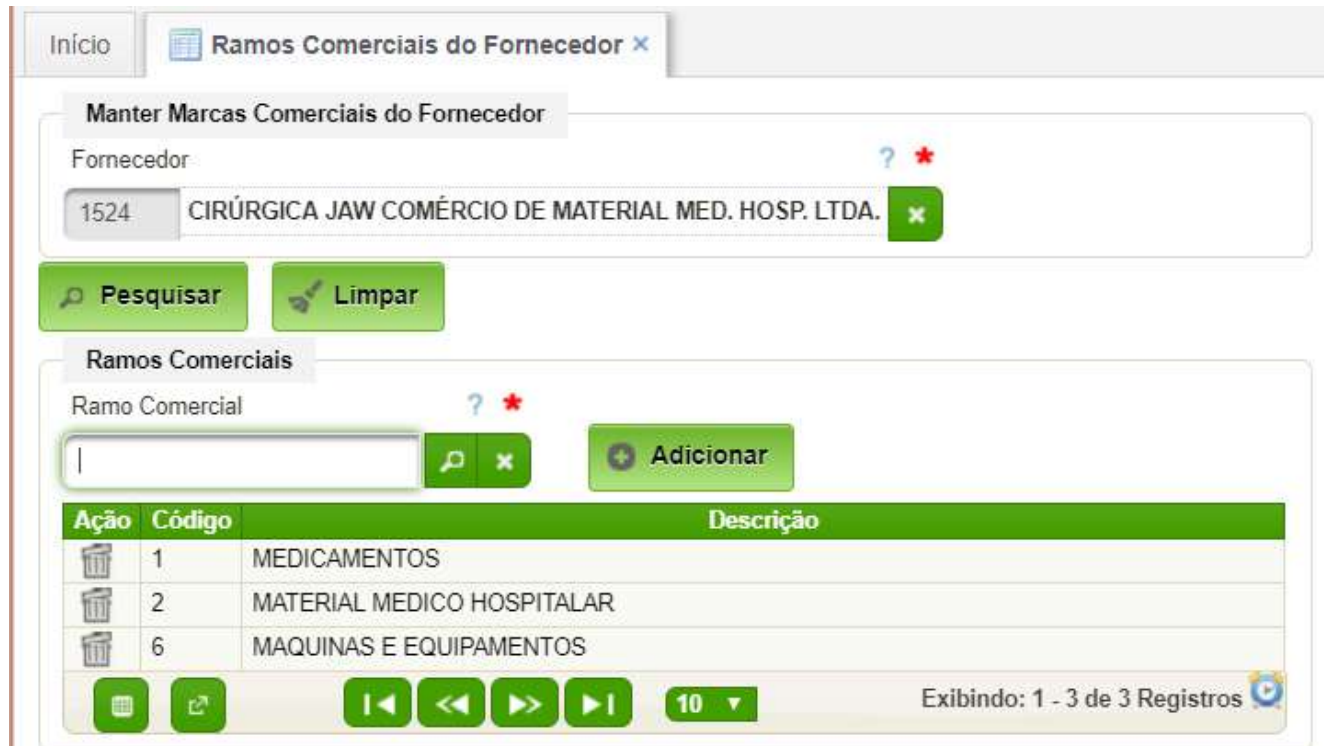 Início Ramos Comerciais do Fornecedor ×
Manter Marcas Comerciais do Fornecedor
Fornecedor ? *
1524 CIRÚRGICA JAW COMÉRCIO DE MATERIAL MED. HOSP. LTDA.
Pesquisar Limpar
Ramos Comerciais
Ramo Comercial ? *
Adicionar
Ação Código Descrição
1 MEDICAMENTOS
2 MATERIAL MEDICO HOSPITALAR
6 MAQUINAS E EQUIPAMENTOS
10 Exibindo: 1 - 3 de 3 Registros